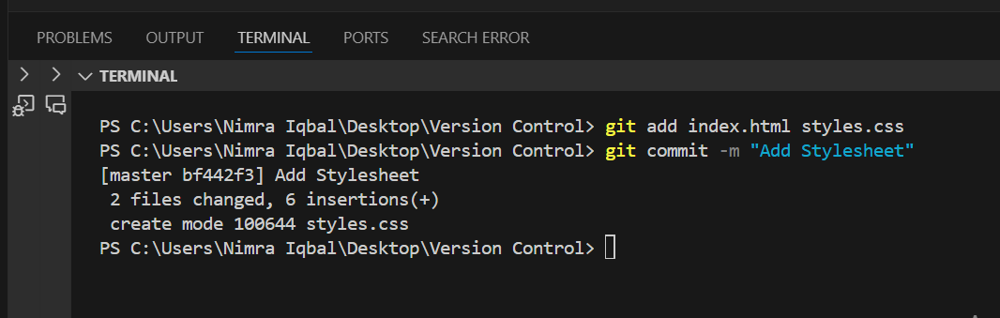 PROBLEMS OUTPUT TERMINAL PORTS SEARCH ERROR
TERMINAL
PS C:\Users\Nimra Iqbal\Desktop\Version Control> git add index.html styles.css
PS C:\Users\Nimra Iqbal\Desktop\Version Control> git commit -m "Add Stylesheet"
[master bf442f3] Add Stylesheet
 2 files changed, 6 insertions(+)
 create mode 100644 styles.css
PS C:\Users\Nimra Iqbal\Desktop\Version Control>